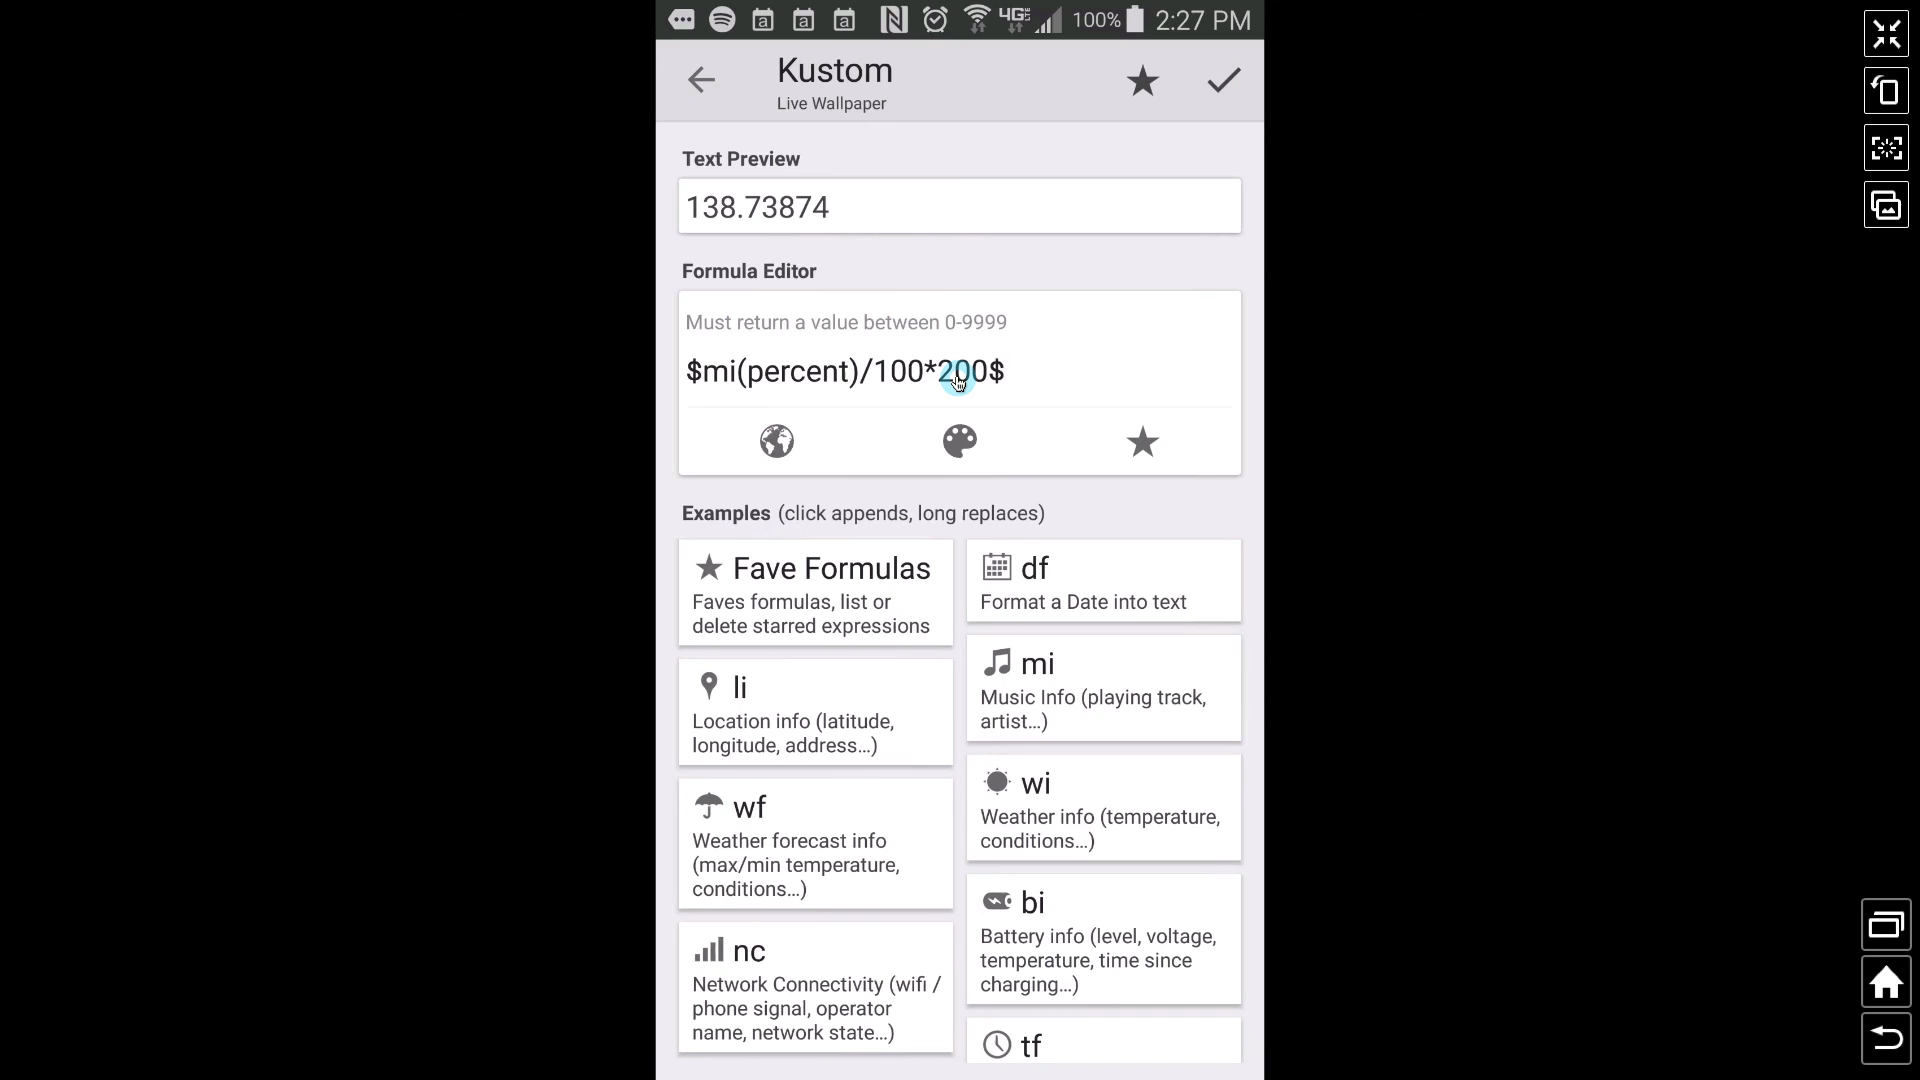 4G LTE 100% 2:27 PM
Kustom
Live Wallpaper
Text Preview
138.73874
Formula Editor
Must return a value between 0-9999
$mi(percent)/100*200$
Examples (click appends, long replaces)
Fave Formulas
Faves formulas, list or
delete starred expressions
df
Format a Date into text
li
Location info (latitude,
longitude, address...)
mi
Music Info (playing track,
artist...)
wf
Weather forecast info
(max/min temperature,
conditions...)
wi
Weather info (temperature,
conditions...)
nc
Network Connectivity (wifi /
phone signal, operator
name, network state...)
bi
Battery info (level, voltage,
temperature, time since
charging...)
tf